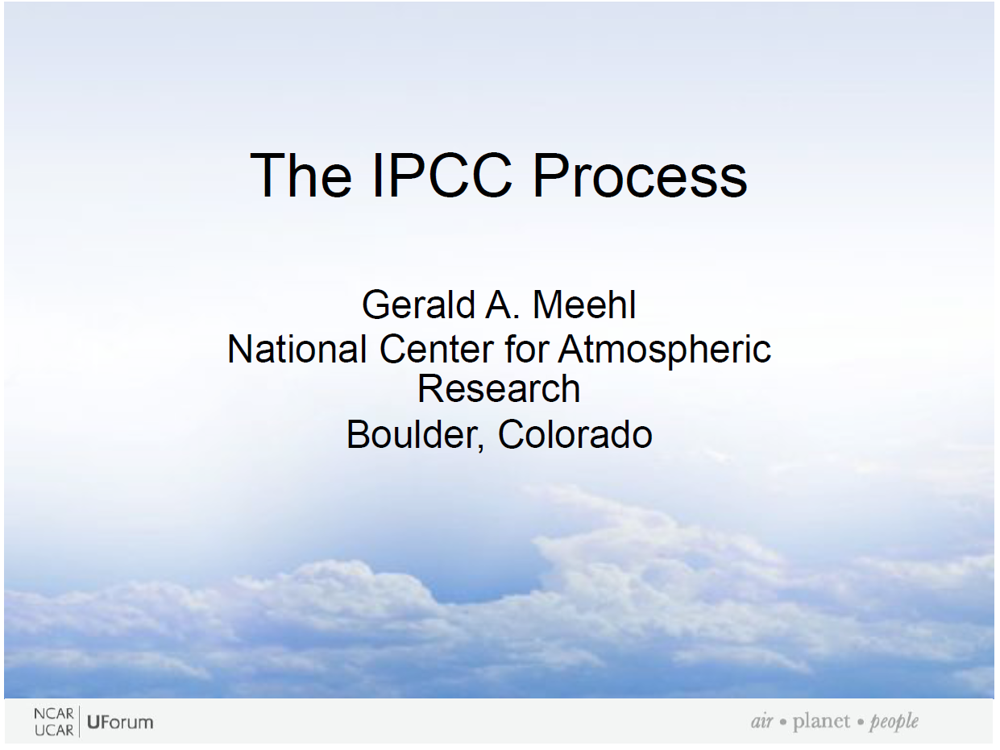 The IPCC Process
Gerald A. Meehl
National Center for Atmospheric
Research
Boulder, Colorado
NCAR
UCAR
UForum
air • planet • people